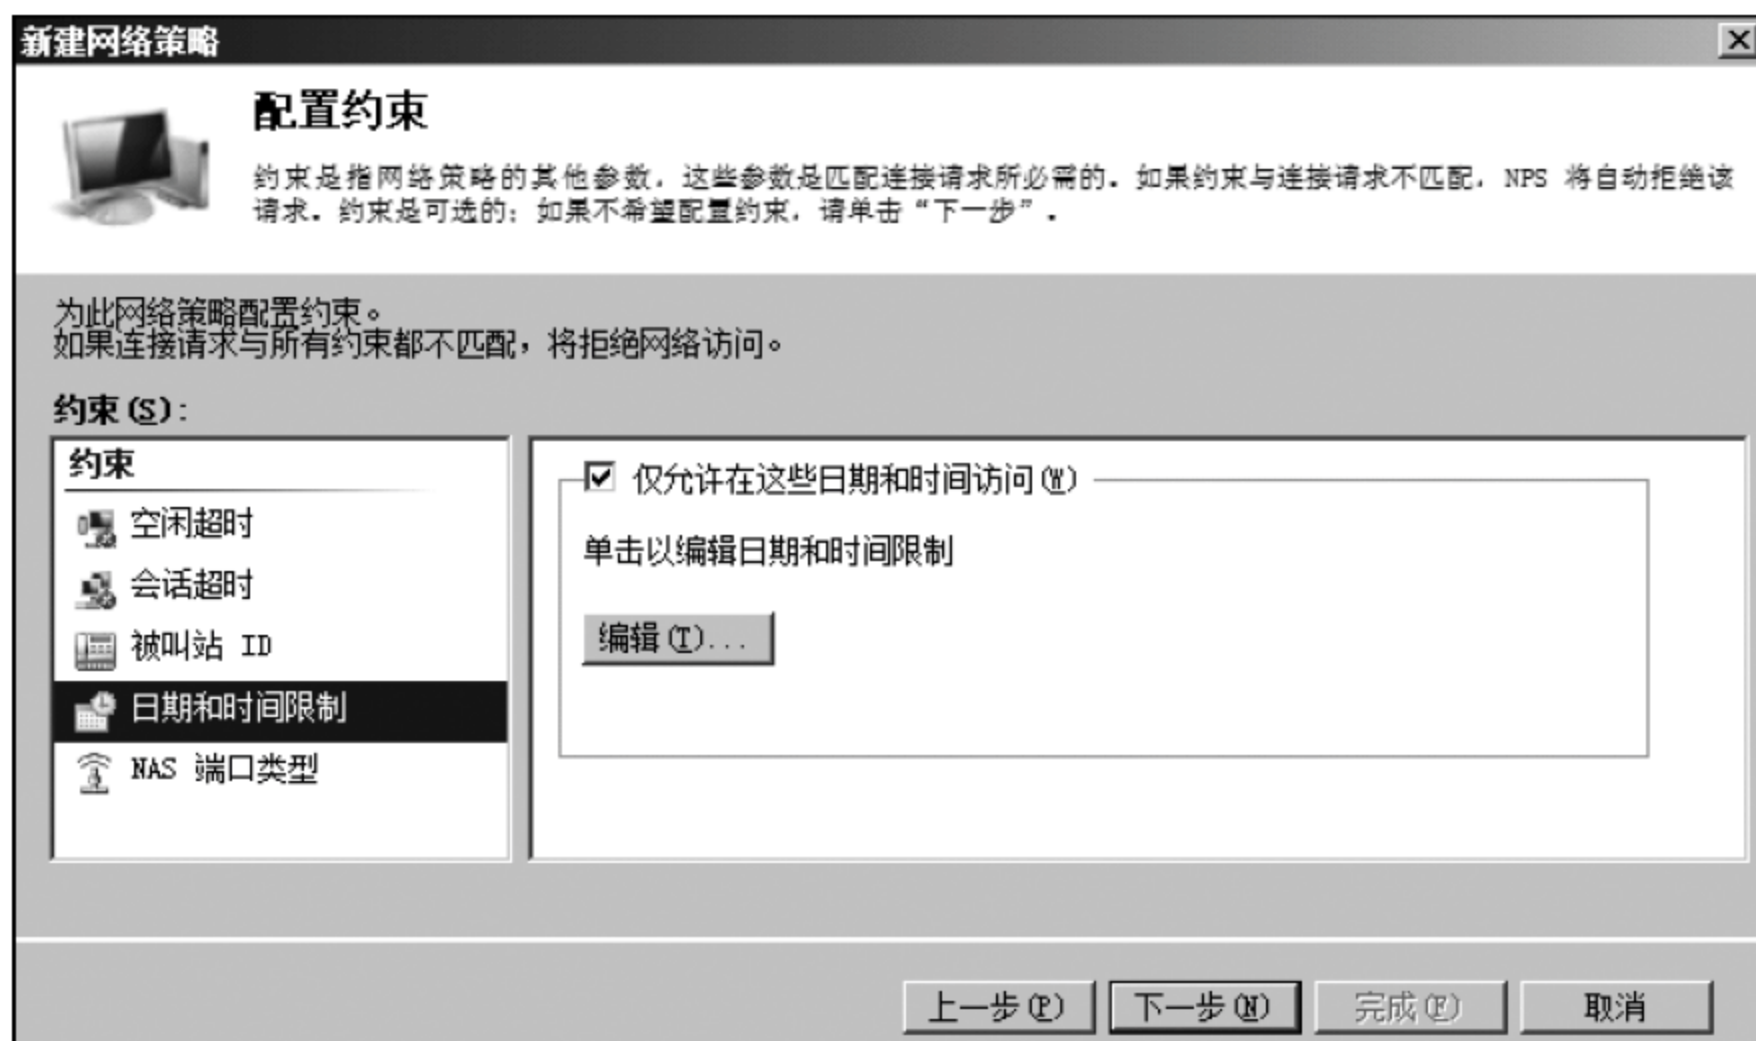 新建网络策略
配置约束
约束是指网络策略的其他参数，这些参数是匹配连接请求所必需的。如果约束与连接请求不匹配，NPS 将自动拒绝该
请求。约束是可选的；如果不希望配置约束，请单击“下一步”。
为此网络策略配置约束。
如果连接请求与所有约束都不匹配，将拒绝网络访问。
约束(S):
约束
空闲超时
会话超时
被叫站 ID
日期和时间限制
NAS 端口类型
仅允许在这些日期和时间访问(W)
单击以编辑日期和时间限制
编辑(T)...
上一步(P)
下一步(N)
完成(F)
取消